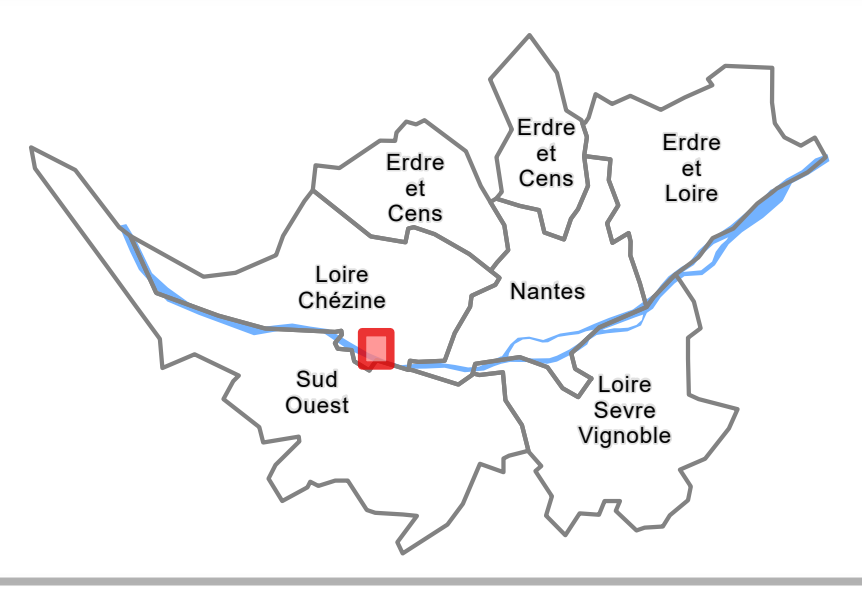 Erdre
et
Cens
Erdre
et
Cens
Erdre
et
Loire
Loire
Chézine
Nantes
Sud
Ouest
Loire
Sevre
Vignoble